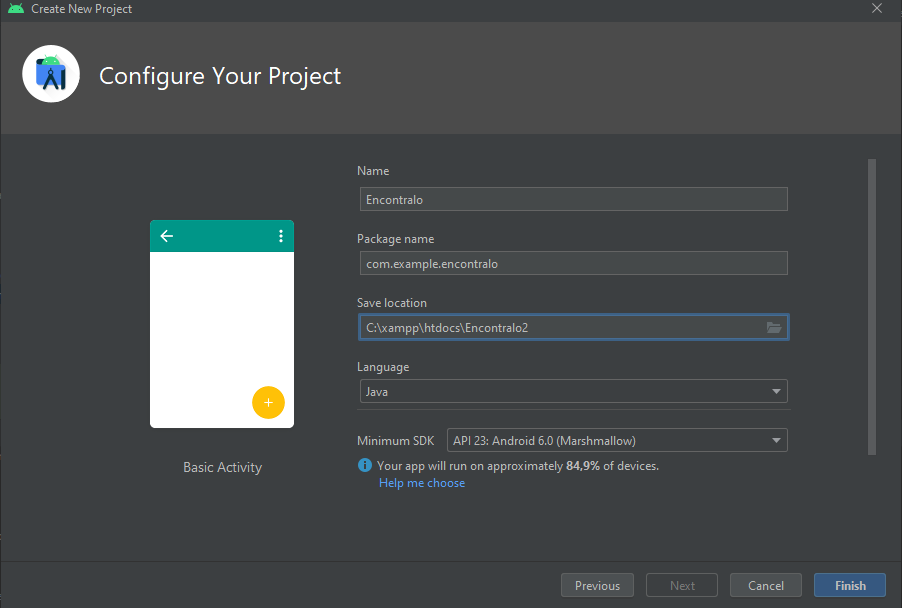 Create New Project
Configure Your Project
Name
Encontralo
Package name
com.example.encontralo
Save location
C:\xampp\htdocs\Encontralo2
Language
Java
Minimum SDK API 23: Android 6.0 (Marshmallow)
Your app will run on approximately 84,9% of devices.
Help me choose
Basic Activity
Previous Next Cancel Finish